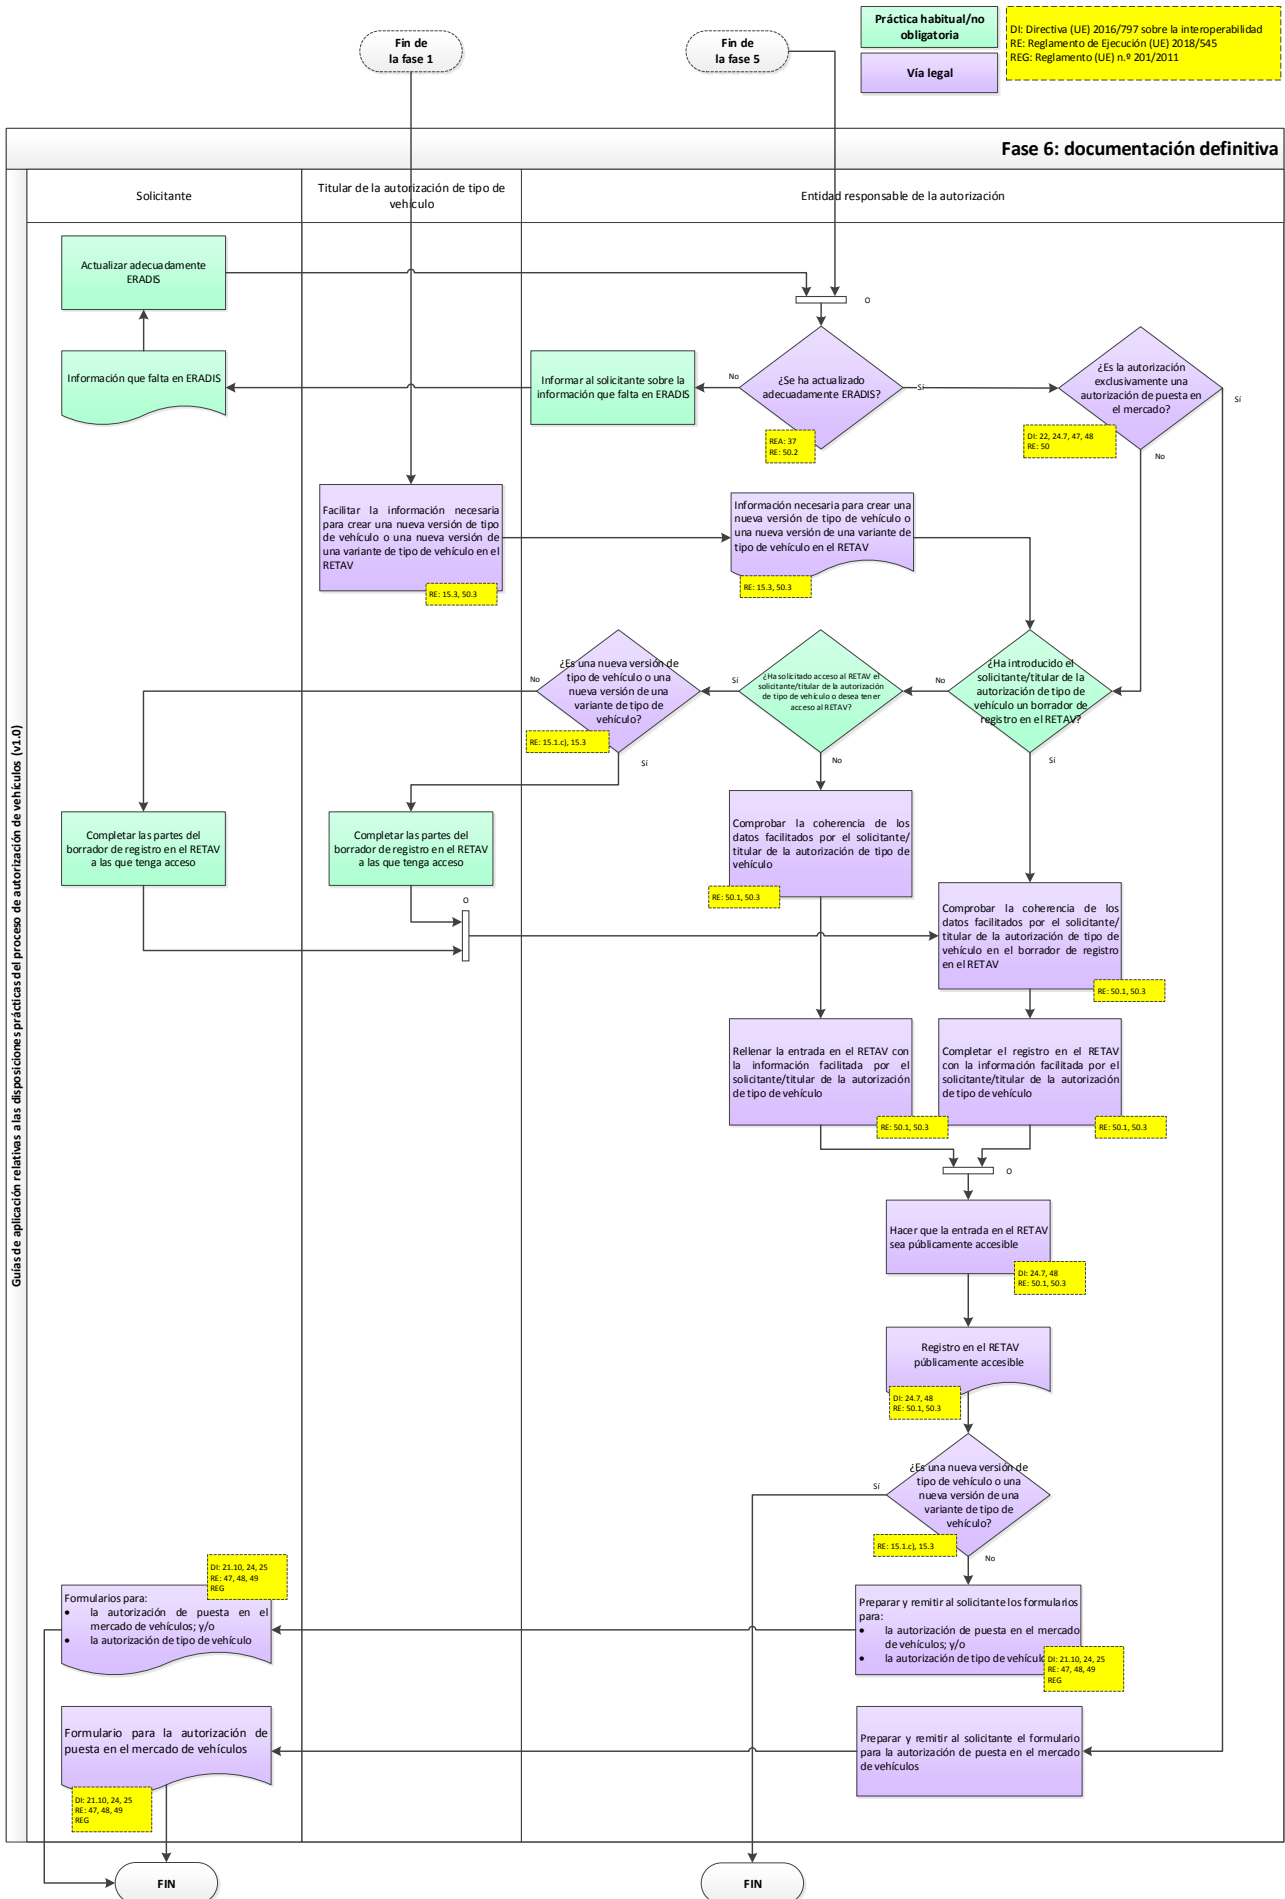 Práctica habitual/no
obligatoria
Vía legal
DI: Directiva (UE) 2016/797 sobre la interoperabilidad
RE: Reglamento de Ejecución (UE) 2018/545
REG: Reglamento (UE) n.º 201/2011
Fin de
la fase 1
Fin de
la fase 5
Fase 6: documentación definitiva
Guías de aplicación relativas a las disposiciones prácticas del proceso de autorización de vehículos (v1.0)
Solicitante
Titular de la autorización de tipo de
vehículo
Entidad responsable de la autorización
Actualizar adecuadamente
ERADIS
O
Información que falta en ERADIS
Informar al solicitante sobre la
información que falta en ERADIS
No
¿Se ha actualizado
adecuadamente ERADIS?
Sí
REA: 37
RE: 50.2
¿Es la autorización
exclusivamente una
autorización de puesta en
el mercado?
Sí
DI: 22, 24.7, 47, 48
RE: 50
No
Facilitar la información necesaria
para crear una nueva versión de tipo
de vehículo o una nueva versión de
una variante de tipo de vehículo en el
RETAV
RE: 15.3, 50.3
Información necesaria para crear una
nueva versión de tipo de vehículo o
una nueva versión de una variante de
tipo de vehículo en el RETAV
RE: 15.3, 50.3
¿Es una nueva versión de
tipo de vehículo o una
nueva versión de una
variante de tipo de
vehículo?
No
RE: 15.1.c), 15.3
Sí
¿Ha solicitado acceso al RETAV el
solicitante/titular de la autorización
de tipo de vehículo o desea tener
acceso al RETAV?
Sí
No
¿Ha introducido el
solicitante/titular de la
autorización de tipo de
vehículo un borrador de
registro en el RETAV?
No
Sí
Completar las partes del
borrador de registro en el RETAV
a las que tenga acceso
Completar las partes del
borrador de registro en el RETAV
a las que tenga acceso
O
Comprobar la coherencia de los
datos facilitados por el solicitante/
titular de la autorización de tipo de
vehículo
RE: 50.1, 50.3
Comprobar la coherencia de los
datos facilitados por el solicitante/
titular de la autorización de tipo de
vehículo en el borrador de registro
en el RETAV
RE: 50.1, 50.3
Rellenar la entrada en el RETAV con
la información facilitada por el
solicitante/titular de la autorización
de tipo de vehículo
RE: 50.1, 50.3
Completar el registro en el RETAV
con la información facilitada por el
solicitante/titular de la autorización
de tipo de vehículo
RE: 50.1, 50.3
O
Hacer que la entrada en el RETAV
sea públicamente accesible
DI: 24.7, 48
RE: 50.1, 50.3
Registro en el RETAV
públicamente accesible
DI: 24.7, 48
RE: 50.1, 50.3
¿Es una nueva versión de
tipo de vehículo o una
nueva versión de una
variante de tipo de
vehículo?
Sí
RE: 15.1.c), 15.3
No
DI: 21.10, 24, 25
RE: 47, 48, 49
REG
Formularios para:
• la autorización de puesta en el
mercado de vehículos; y/o
• la autorización de tipo de vehículo
Preparar y remitir al solicitante los formularios
para:
• la autorización de puesta en el mercado
de vehículos; y/o
• la autorización de tipo de vehículo
DI: 21.10, 24, 25
RE: 47, 48, 49
REG
Formulario para la autorización de
puesta en el mercado de vehículos
DI: 21.10, 24, 25
RE: 47, 48, 49
REG
Preparar y remitir al solicitante el formulario
para la autorización de puesta en el mercado
de vehículos
FIN
FIN